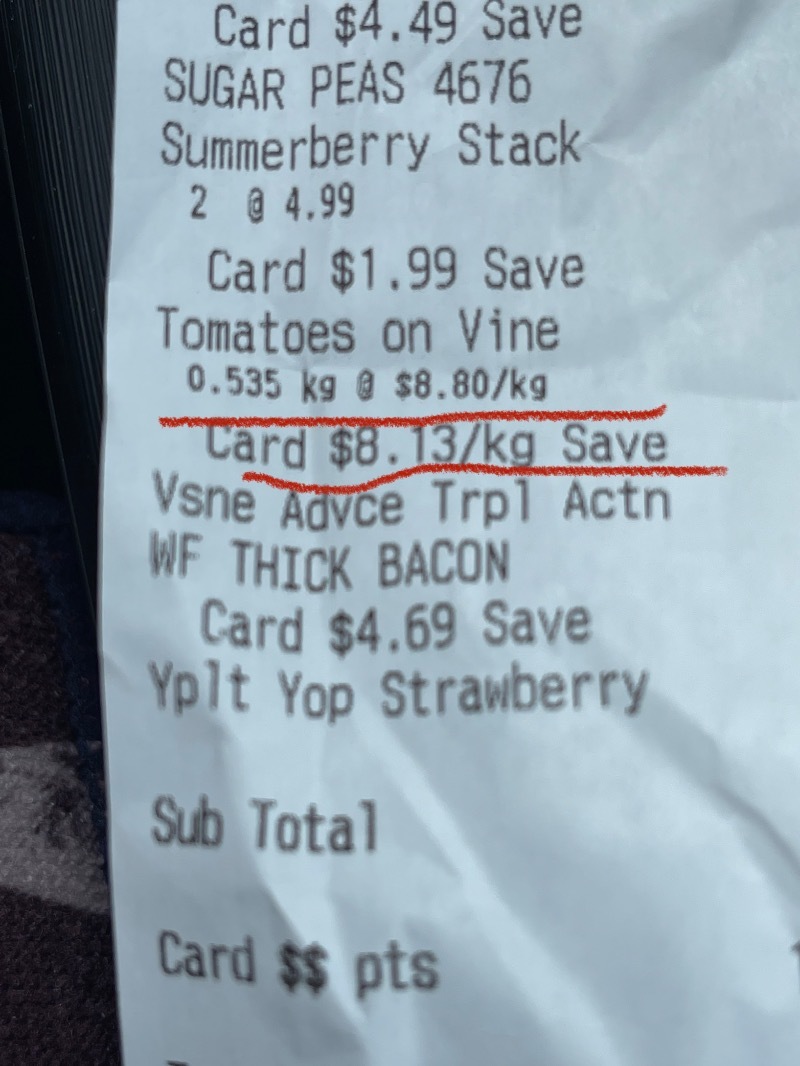 Card $4.49 Save
SUGAR PEAS 4676
Summerberry Stack
2 @ 4.99
Card $1.99 Save
Tomatoes on Vine
0.535 kg @ $8.80/kg
Card $8.13/kg Save
Vsne Advce Trpl Actn
WF THICK BACON
Card $4.69 Save
Yplt Yop Strawberry
Sub Total
Card $$ pts